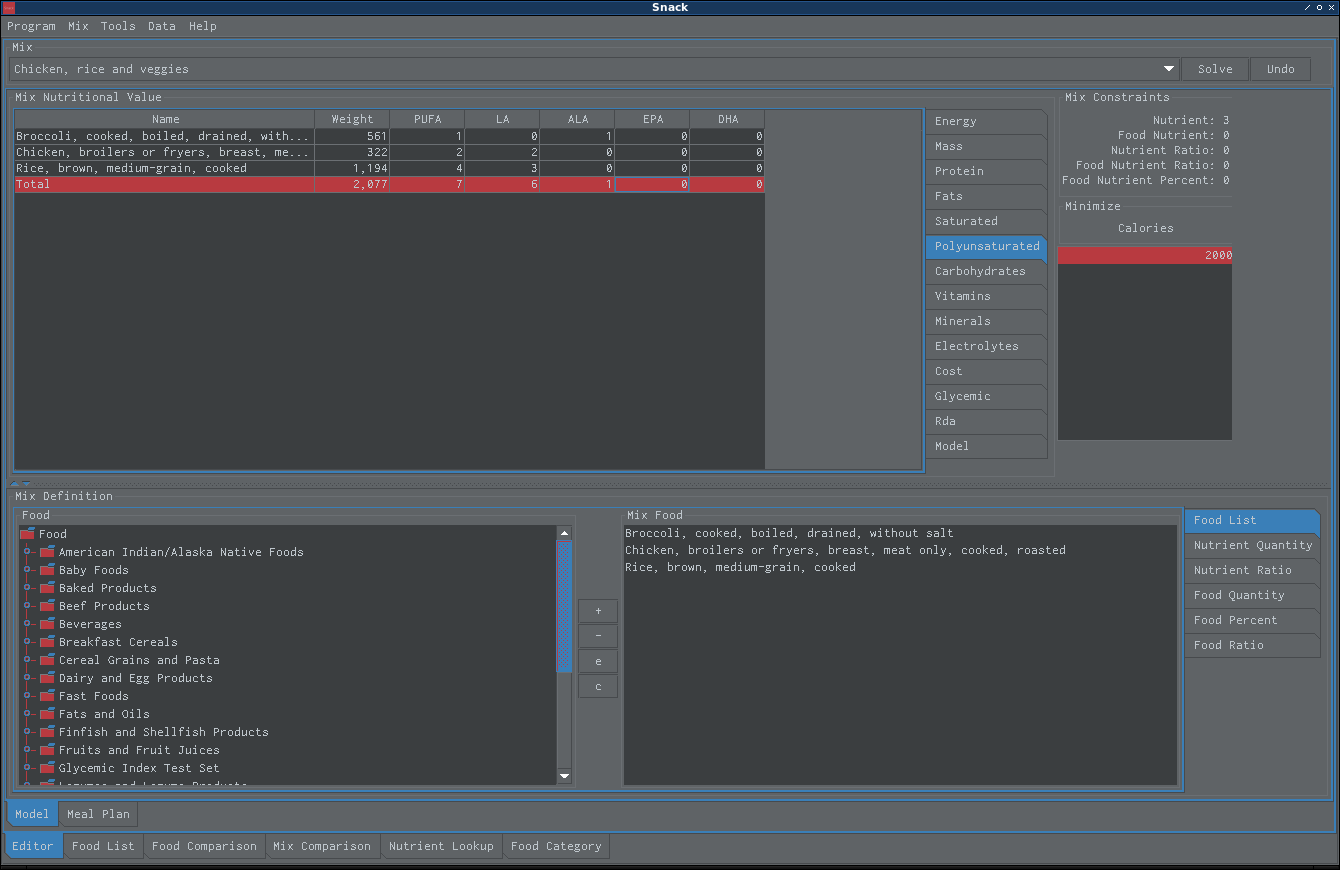 Snack
Program Mix Tools Data Help
Mix
Chicken, rice and veggies
Solve Undo
Mix Nutritional Value
Name Weight PUFA LA ALA EPA DHA
Broccoli, cooked, boiled, drained, with... 561 1 0 1 0 0
Chicken, broilers or fryers, breast, me... 322 2 2 0 0 0
Rice, brown, medium-grain, cooked 1,194 4 3 0 0 0
Total 2,077 7 6 1 0 0
Energy
Mass
Protein
Fats
Saturated
Polyunsaturated
Carbohydrates
Vitamins
Minerals
Electrolytes
Cost
Glycemic
Rda
Model
Mix Constraints
Nutrient: 3
Food Nutrient: 0
Nutrient Ratio: 0
Food Nutrient Ratio: 0
Food Nutrient Percent: 0
Minimize
Calories
2000
Mix Definition
Food
Food
American Indian/Alaska Native Foods
Baby Foods
Baked Products
Beef Products
Beverages
Breakfast Cereals
Cereal Grains and Pasta
Dairy and Egg Products
Fast Foods
Fats and Oils
Finfish and Shellfish Products
Fruits and Fruit Juices
Glycemic Index Test Set
Legumes and Legume Products
+
-
e
c
Mix Food
Broccoli, cooked, boiled, drained, without salt
Chicken, broilers or fryers, breast, meat only, cooked, roasted
Rice, brown, medium-grain, cooked
Food List
Nutrient Quantity
Nutrient Ratio
Food Quantity
Food Percent
Food Ratio
Model Meal Plan
Editor Food List Food Comparison Mix Comparison Nutrient Lookup Food Category